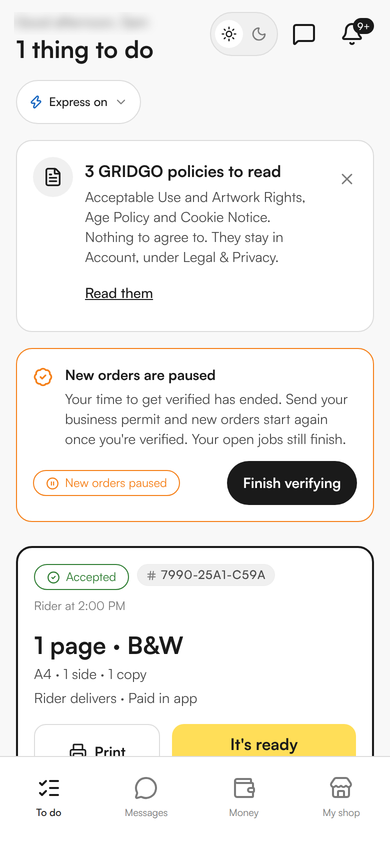 1 thing to do
9+
Express on
3 GRIDGO policies to read
Acceptable Use and Artwork Rights,
Age Policy and Cookie Notice.
Nothing to agree to. They stay in
Account, under Legal & Privacy.
Read them
New orders are paused
Your time to get verified has ended. Send your
business permit and new orders start again
once you're verified. Your open jobs still finish.
New orders paused
Finish verifying
Accepted
# 7990-25A1-C59A
Rider at 2:00 PM
1 page · B&W
A4 · 1 side · 1 copy
Rider delivers · Paid in app
Print
It's ready
To do
Messages
Money
My shop